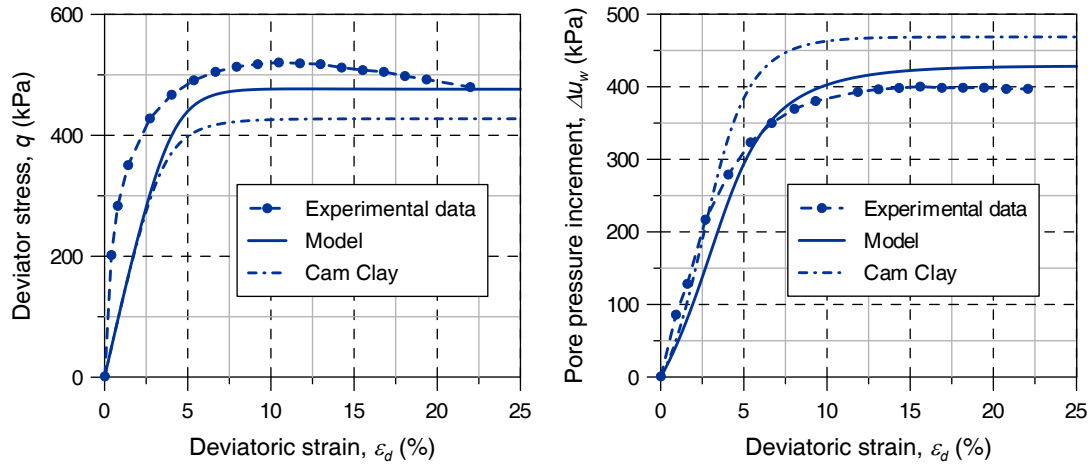 600
400
200
0
0 5 10 15 20 25
Deviator stress, q (kPa)
Deviatoric strain, εd (%)
Experimental data
Model
Cam Clay
500
400
300
200
100
0
0 5 10 15 20 25
Pore pressure increment, Δuw (kPa)
Deviatoric strain, εd (%)
Experimental data
Model
Cam Clay